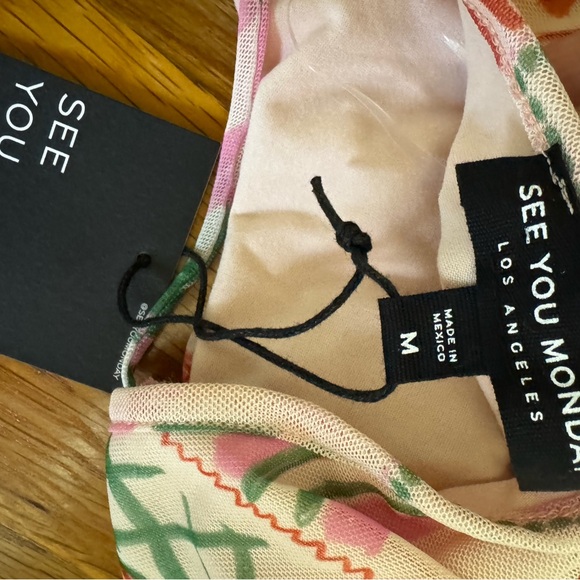 SEE
YOU
SEE YOU MONDAY
LOS ANGELES
M
MADE IN
MEXICO